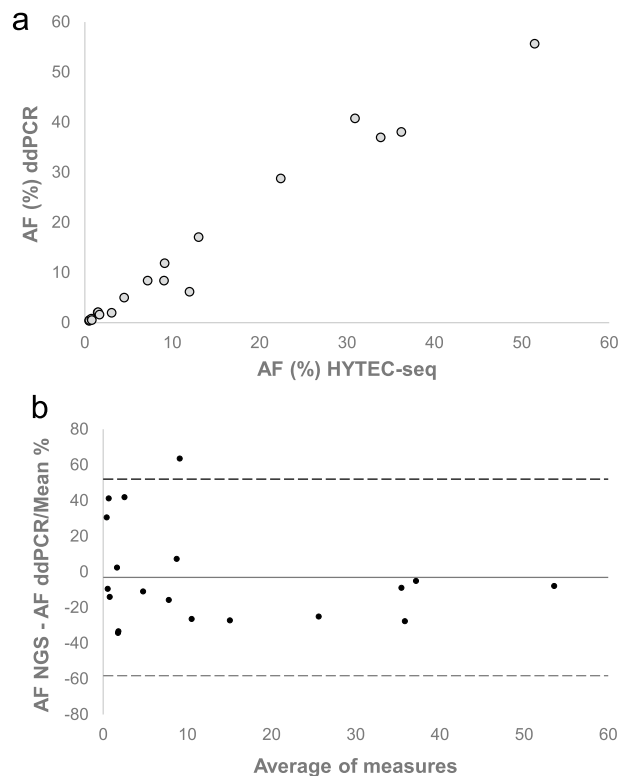 a
60
50
40
30
20
10
0
AF (%) ddPCR
0 10 20 30 40 50 60
AF (%) HYTEC-seq
b
80
60
40
20
0
-20
-40
-60
-80
AF NGS - AF ddPCR/Mean %
0 10 20 30 40 50 60
Average of measures